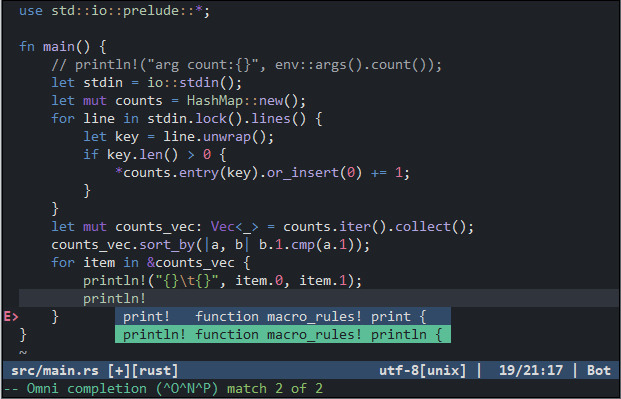 use std::io::prelude::*;
fn main() {
    // println!("arg count:{}", env::args().count());
    let stdin = io::stdin();
    let mut counts = HashMap::new();
    for line in stdin.lock().lines() {
        let key = line.unwrap();
        if key.len() > 0 {
            *counts.entry(key).or_insert(0) += 1;
        }
    }
    let mut counts_vec: Vec<_> = counts.iter().collect();
    counts_vec.sort_by(|a, b| b.1.cmp(a.1));
    for item in &counts_vec {
        println!("{}\t{}", item.0, item.1);
        println!
E>    }        print!   function macro_rules! print {
}            println! function macro_rules! println {
~
src/main.rs [+][rust] utf-8[unix] | 19/21:17 | Bot
-- Omni completion (^O^N^P) match 2 of 2